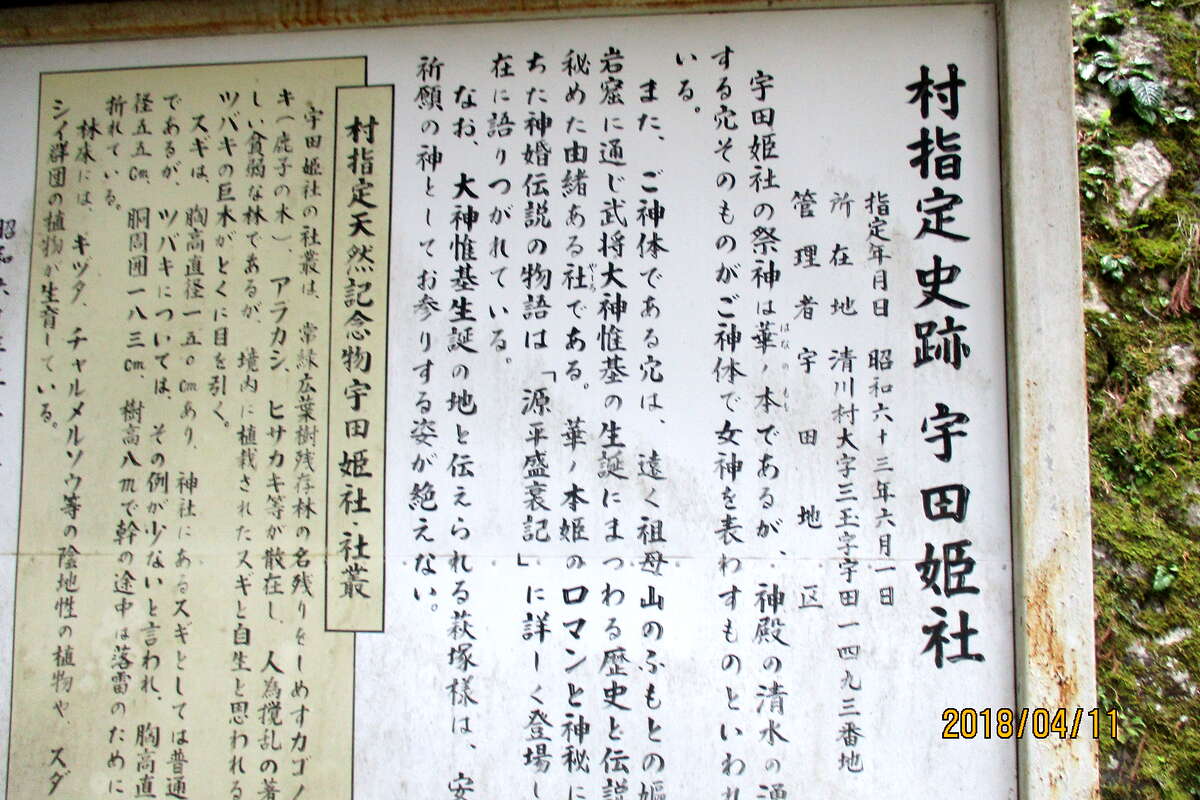 村指定史跡 宇田姫社
指定年月日 昭和六十三年六月一日
所在地 清川村大字三玉字宇田一四九三番地
管理者 宇田地区
宇田姫社の祭神は華ノ本であるが、神殿の清水の湧
はなのもと
する穴そのものがご神体で女神を表わすものといわれ
いる。
また、ご神体である穴は、遠く祖母山のふもとの嫗
岩窟に通じ武将大神惟基の生誕にまつわる歴史と伝説
秘めた由緒ある社である。華ノ本姫のロマンと神秘に
やしろ
ちた神婚伝説の物語は「源平盛衰記」に詳しく登場し
在に語りつがれている。
なお、大神惟基生誕の地と伝えられる萩塚様は、安
祈願の神としてお参りする姿が絶えない。
村指定天然記念物宇田姫社・社叢
宇田姫社の社叢は、常緑広葉樹残存林の名残りをしめすカゴノ
キ(鹿子の木)、アラカシ、ヒサカキ等が散在し、人為撹乱の著
しい貧弱な林であるが、境内に植栽されたスギと自生と思われる
ツバキの巨木がとくに目を引く。
スギは、胸高直径一五〇cmあり、神社にあるスギとしては普通
であるが、ツバキについては、その例が少ないと言われ、胸高直
径五五cm、胴周囲一八三cm、樹高八mで幹の途中は落雷のために
折れている。
林床には、キヅタ、チャルメルソウ等の陰地性の植物や、スダ
シイ群団の植物が生育している。
2018/04/11